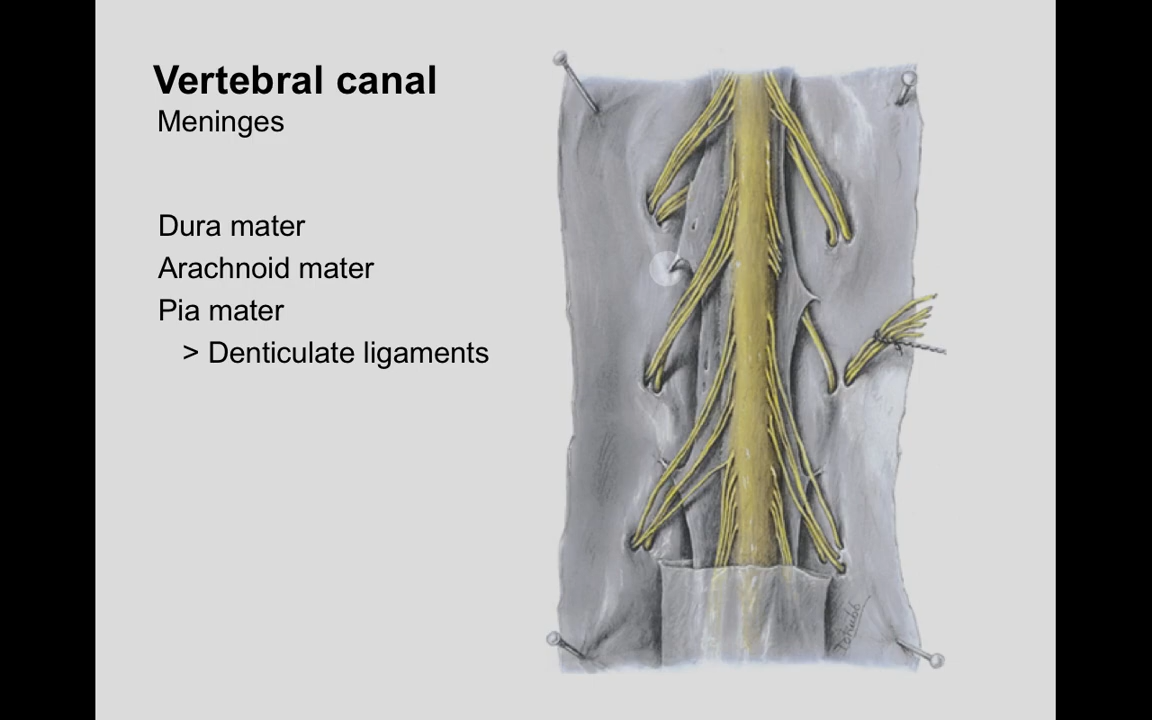 Vertebral canal
Meninges
Dura mater
Arachnoid mater
Pia mater
> Denticulate ligaments